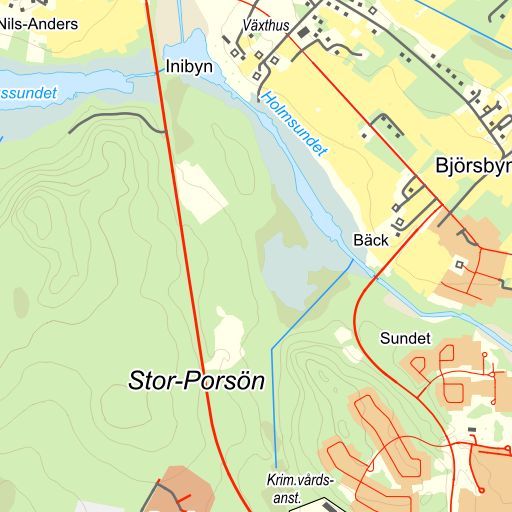 Nils-Anders
Växthus
Inibyn
ssundet
Holmsundet
Björsbyn
Bäck
Sundet
Stor-Porsön
Krim.vårds-
anst.